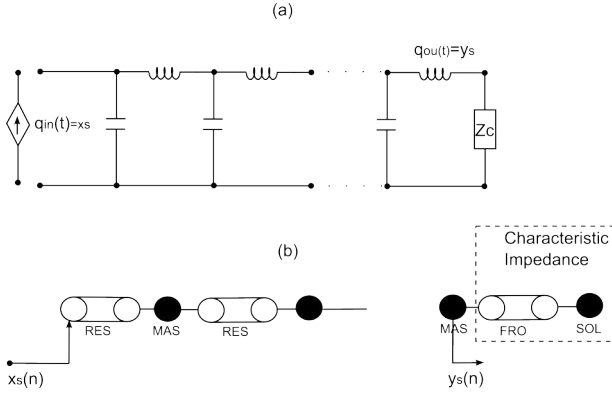 (a)
qou(t)=ys
qin(t)=xs
Zc
(b)
Characteristic
Impedance
RES
MAS
RES
MAS
FRO
SOL
xs(n)
ys(n)